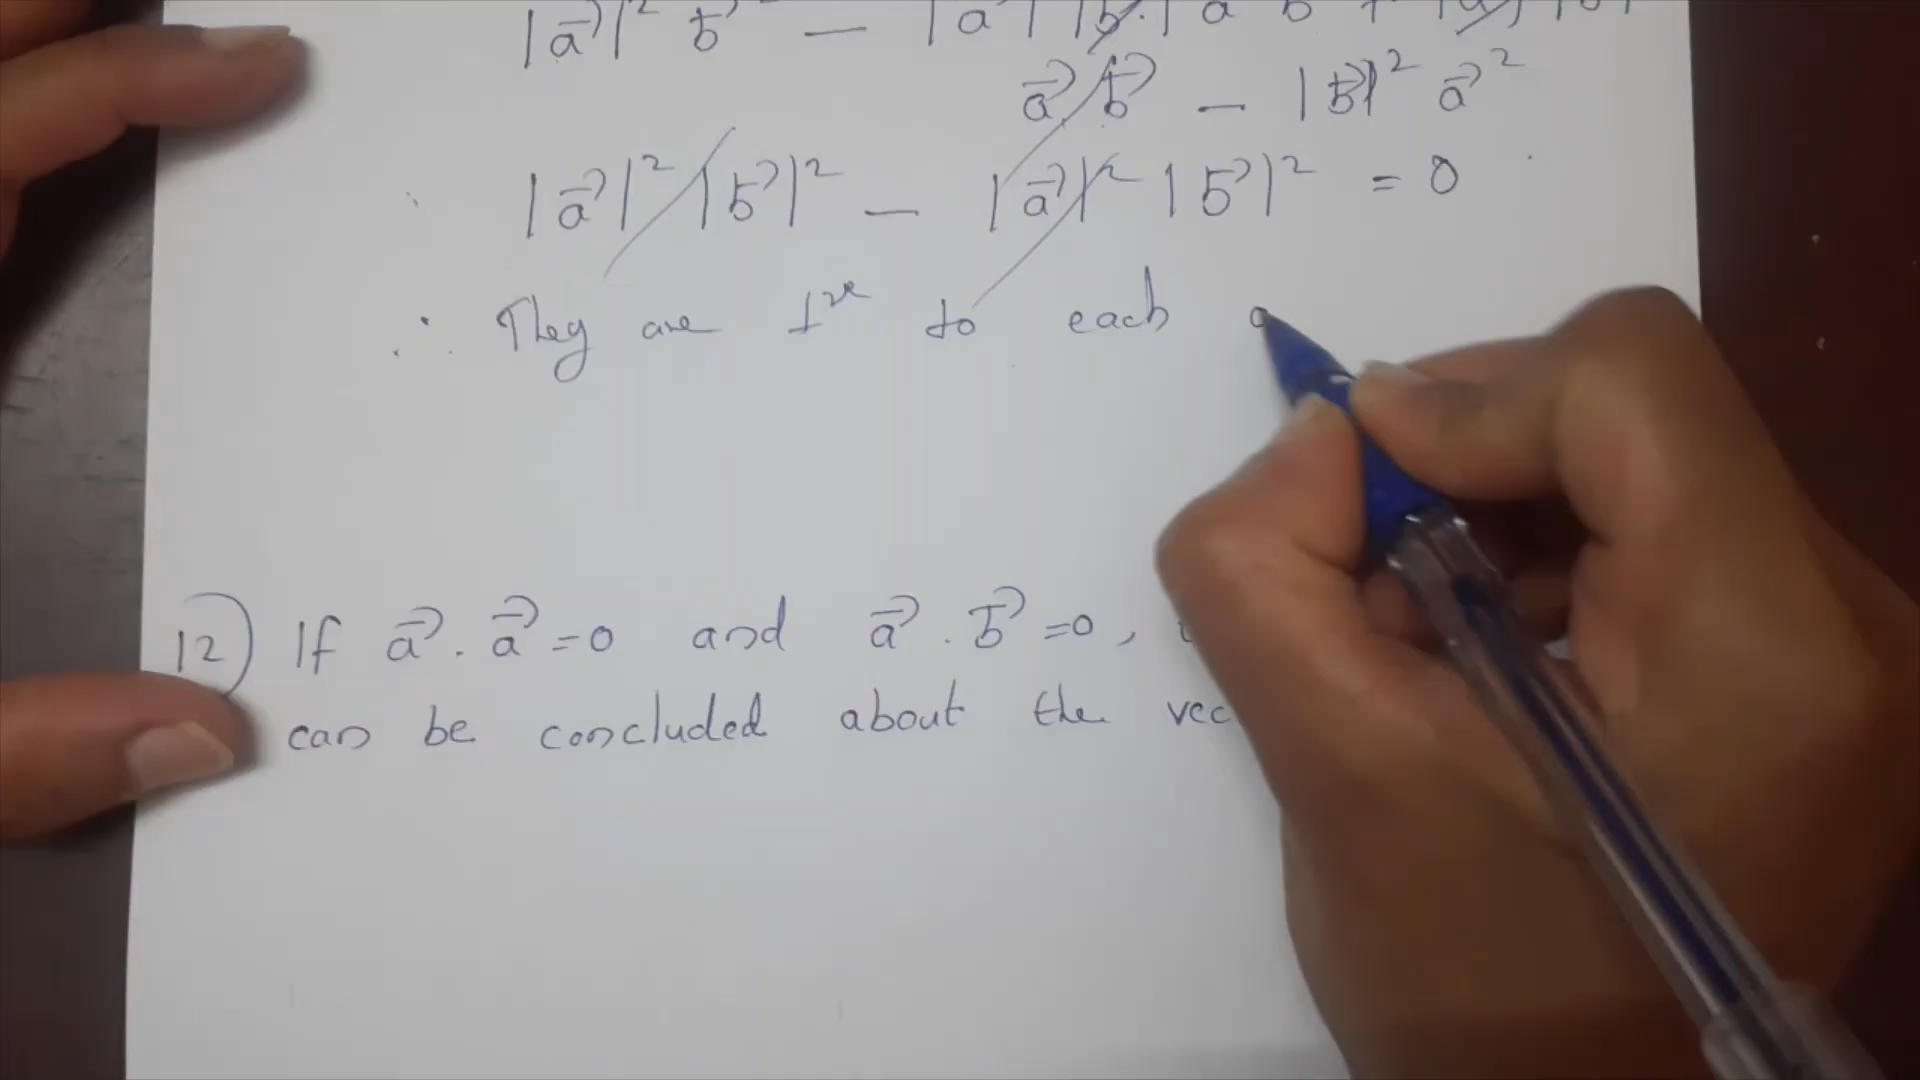 |a⃗|² b⃗² − |a⃗| |b⃗| a⃗ b⃗ + |a⃗| |b⃗|
a⃗ b⃗ − |b⃗|² a⃗²
|a⃗|² |b⃗|² − |a⃗|² |b⃗|² = 0
∴ They are ⊥ʳ to each
12) If a⃗ . a⃗ = 0 and a⃗ . b⃗ = 0,
can be concluded about the vec